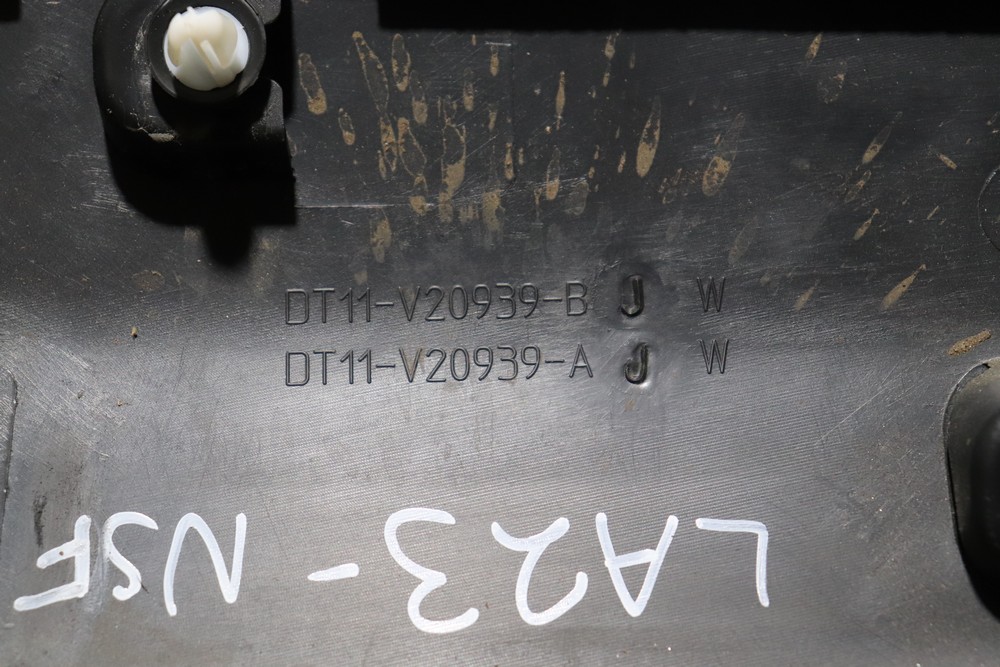 DT11-V20939-B J W
DT11-V20939-A J W
LA23 - NSF